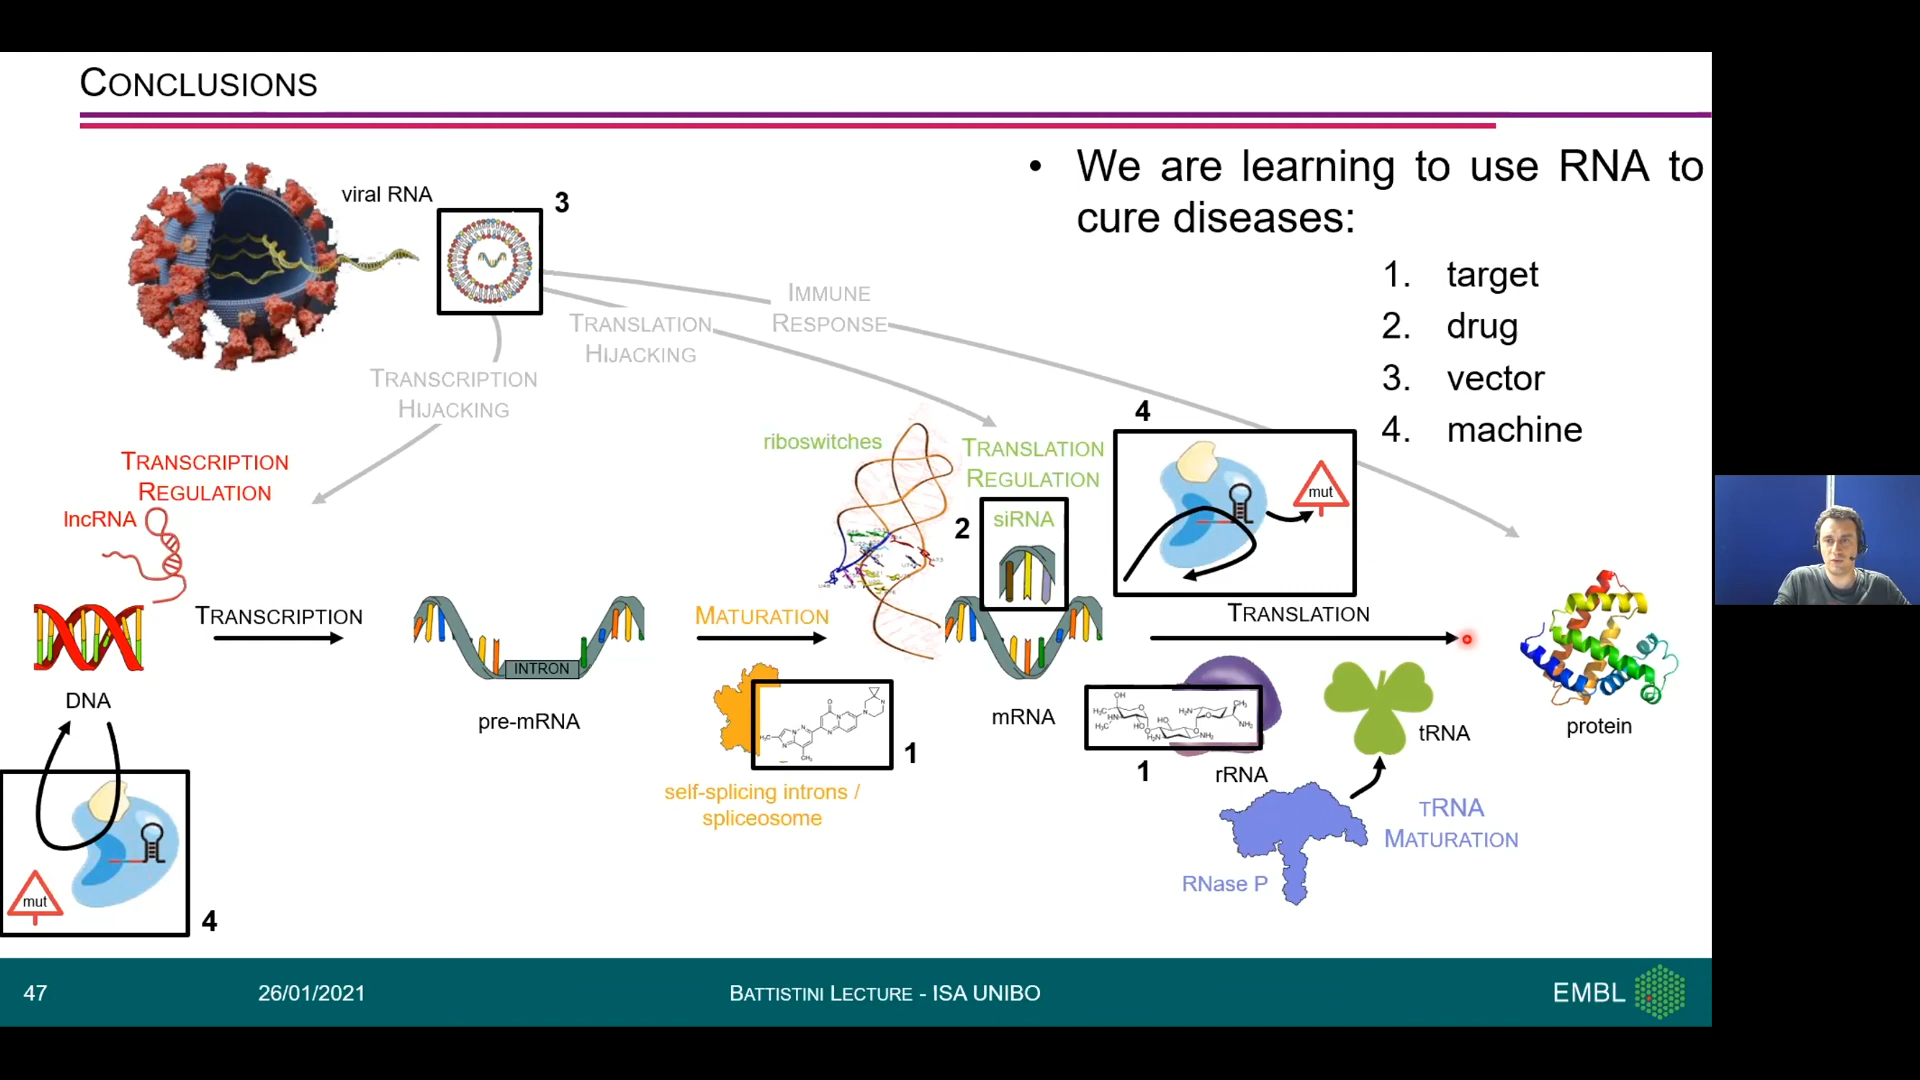 CONCLUSIONS
• We are learning to use RNA to
cure diseases:
1. target
2. drug
3. vector
4. machine
viral RNA
3
IMMUNE
RESPONSE
TRANSLATION
HIJACKING
TRANSCRIPTION
HIJACKING
4
mut
riboswitches
TRANSLATION
REGULATION
2
siRNA
TRANSCRIPTION
REGULATION
lncRNA
TRANSCRIPTION
MATURATION
TRANSLATION
INTRON
DNA
pre-mRNA
mRNA
tRNA
protein
1
self-splicing introns /
spliceosome
1
rRNA
TRNA
MATURATION
RNase P
mut
4
47
26/01/2021
BATTISTINI LECTURE - ISA UNIBO
EMBL